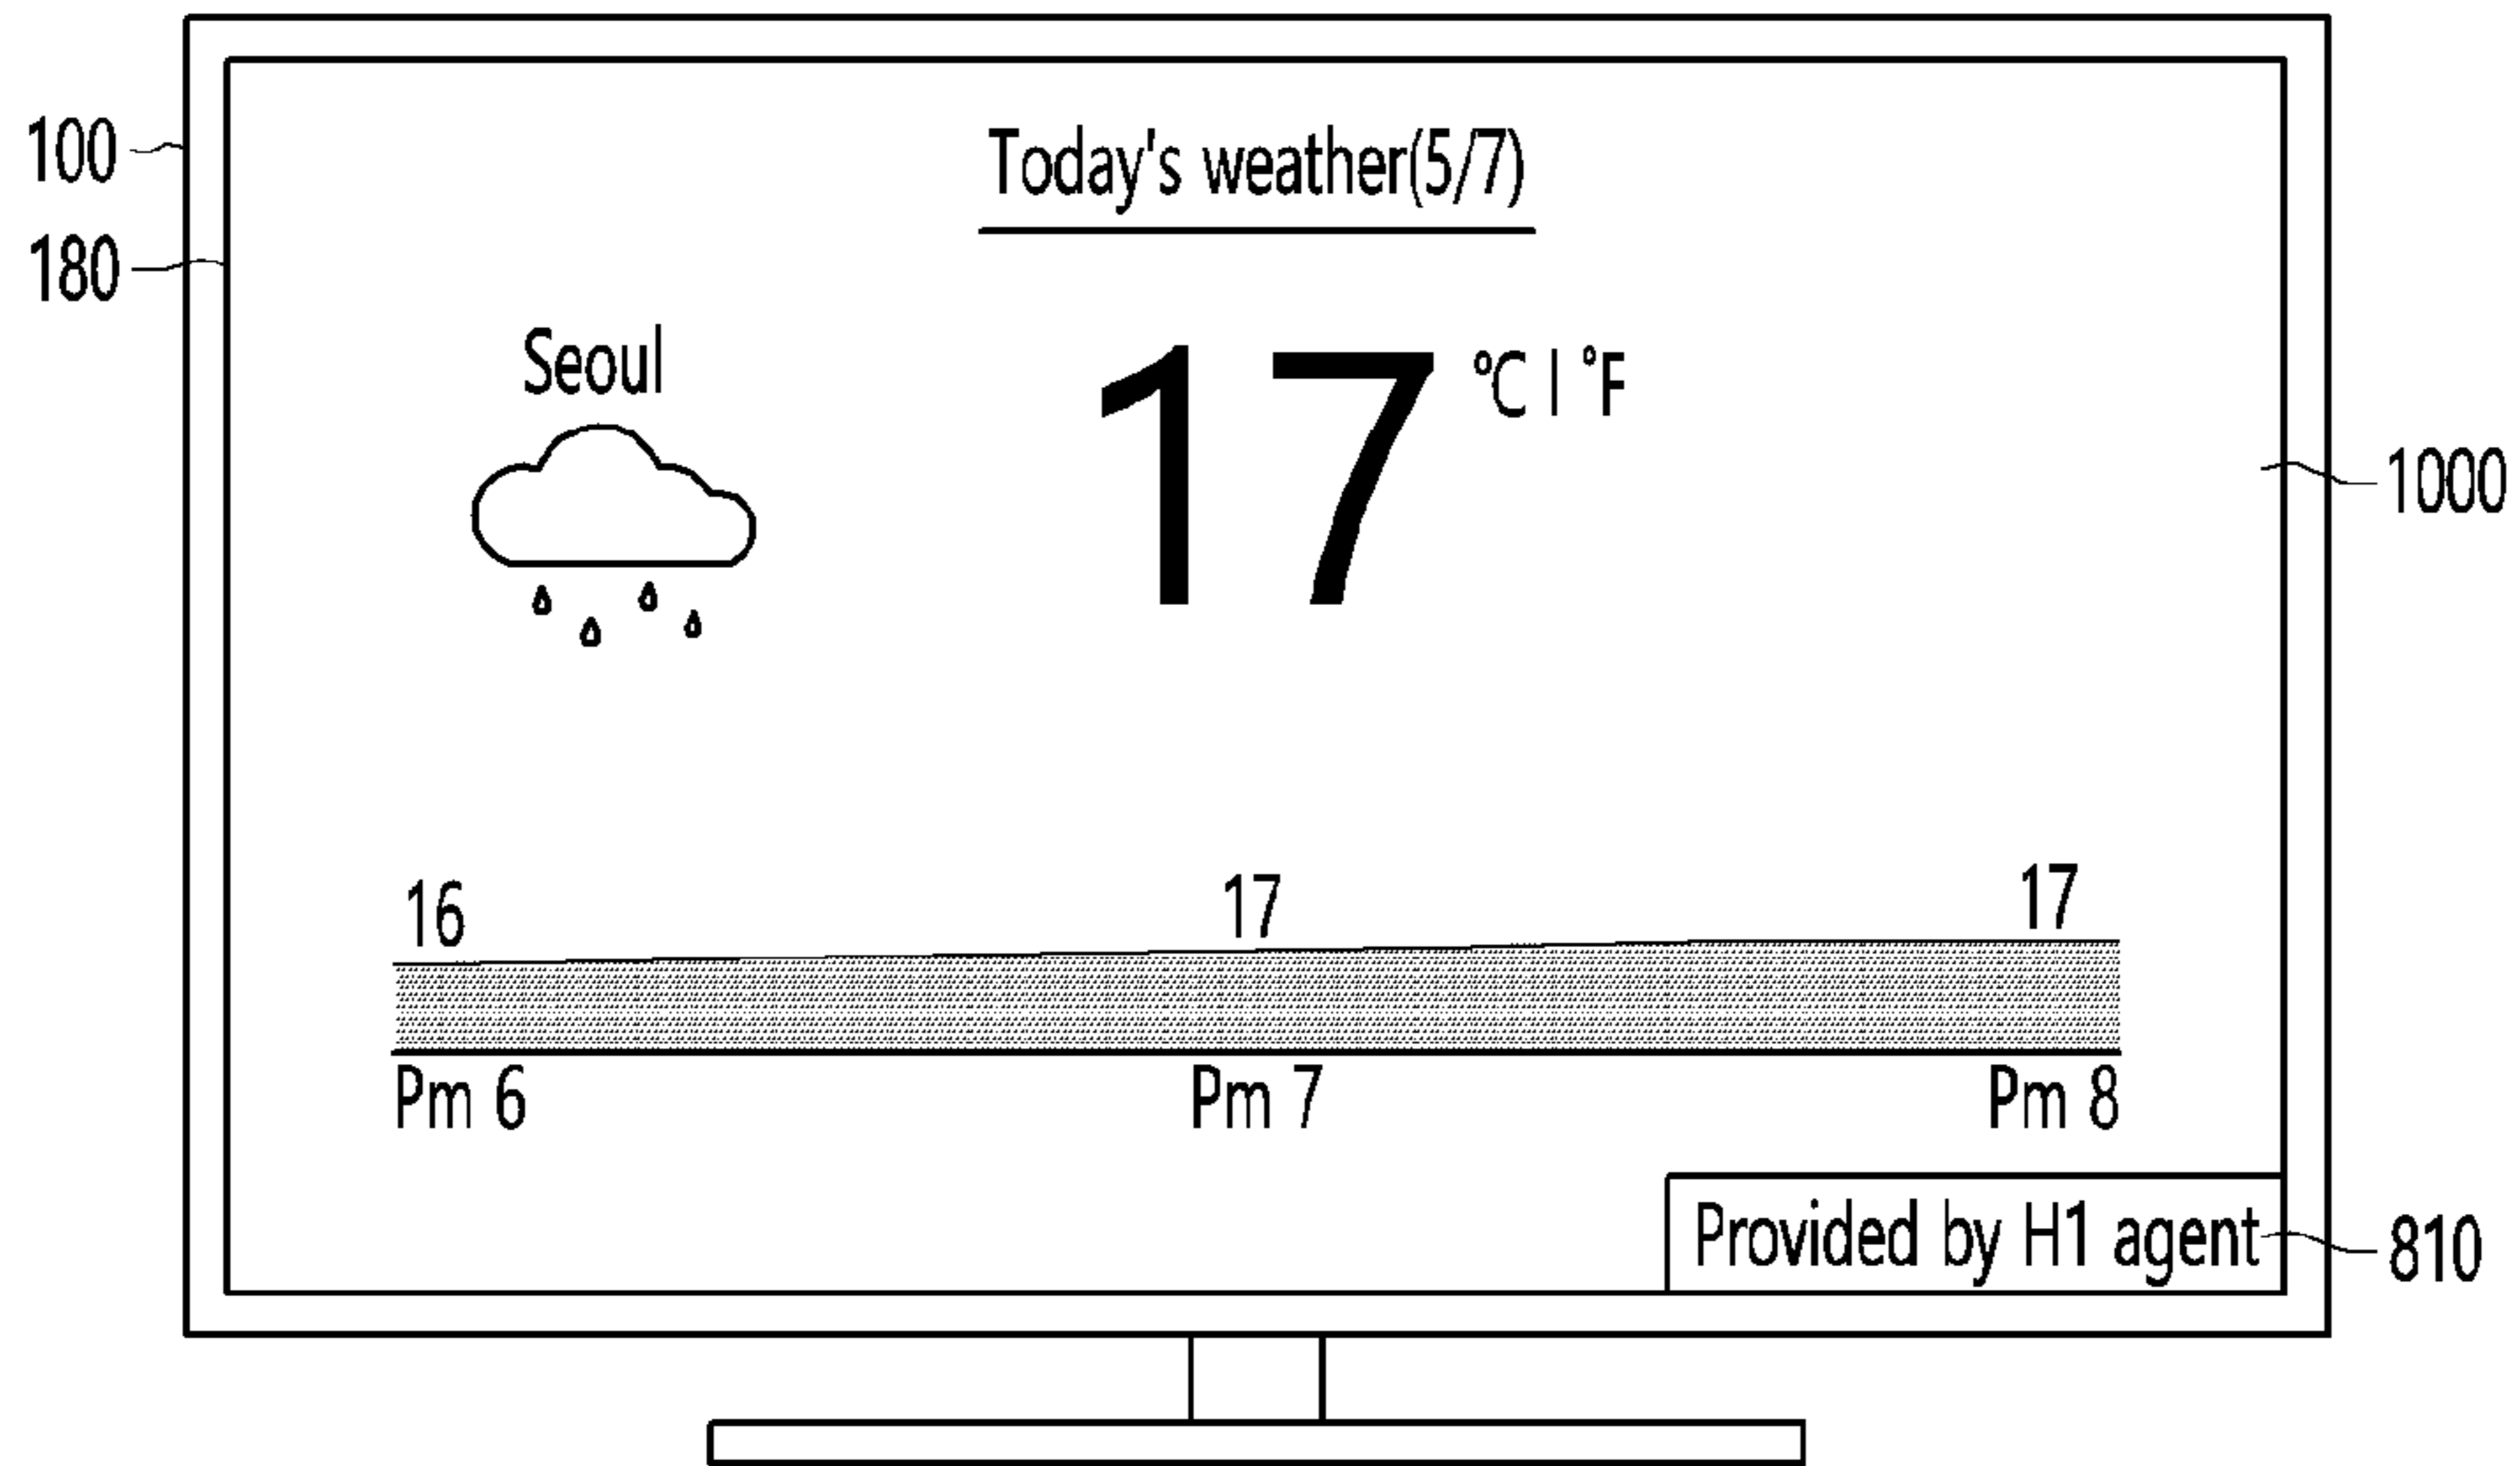 100
180
Today's weather(5/7)
Seoul
17 °C | °F
1000
16 17 17
Pm 6 Pm 7 Pm 8
Provided by H1 agent
810